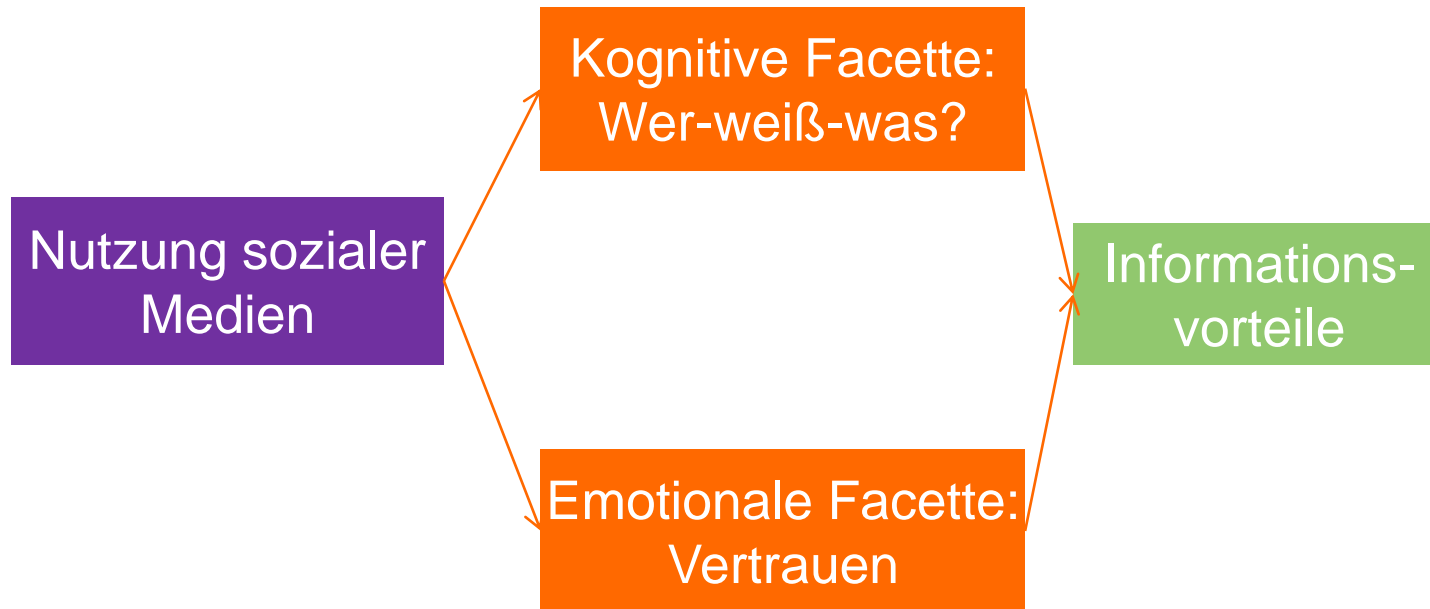 Kognitive Facette:
Wer-weiß-was?
Nutzung sozialer
Medien
Informations-
vorteile
Emotionale Facette:
Vertrauen